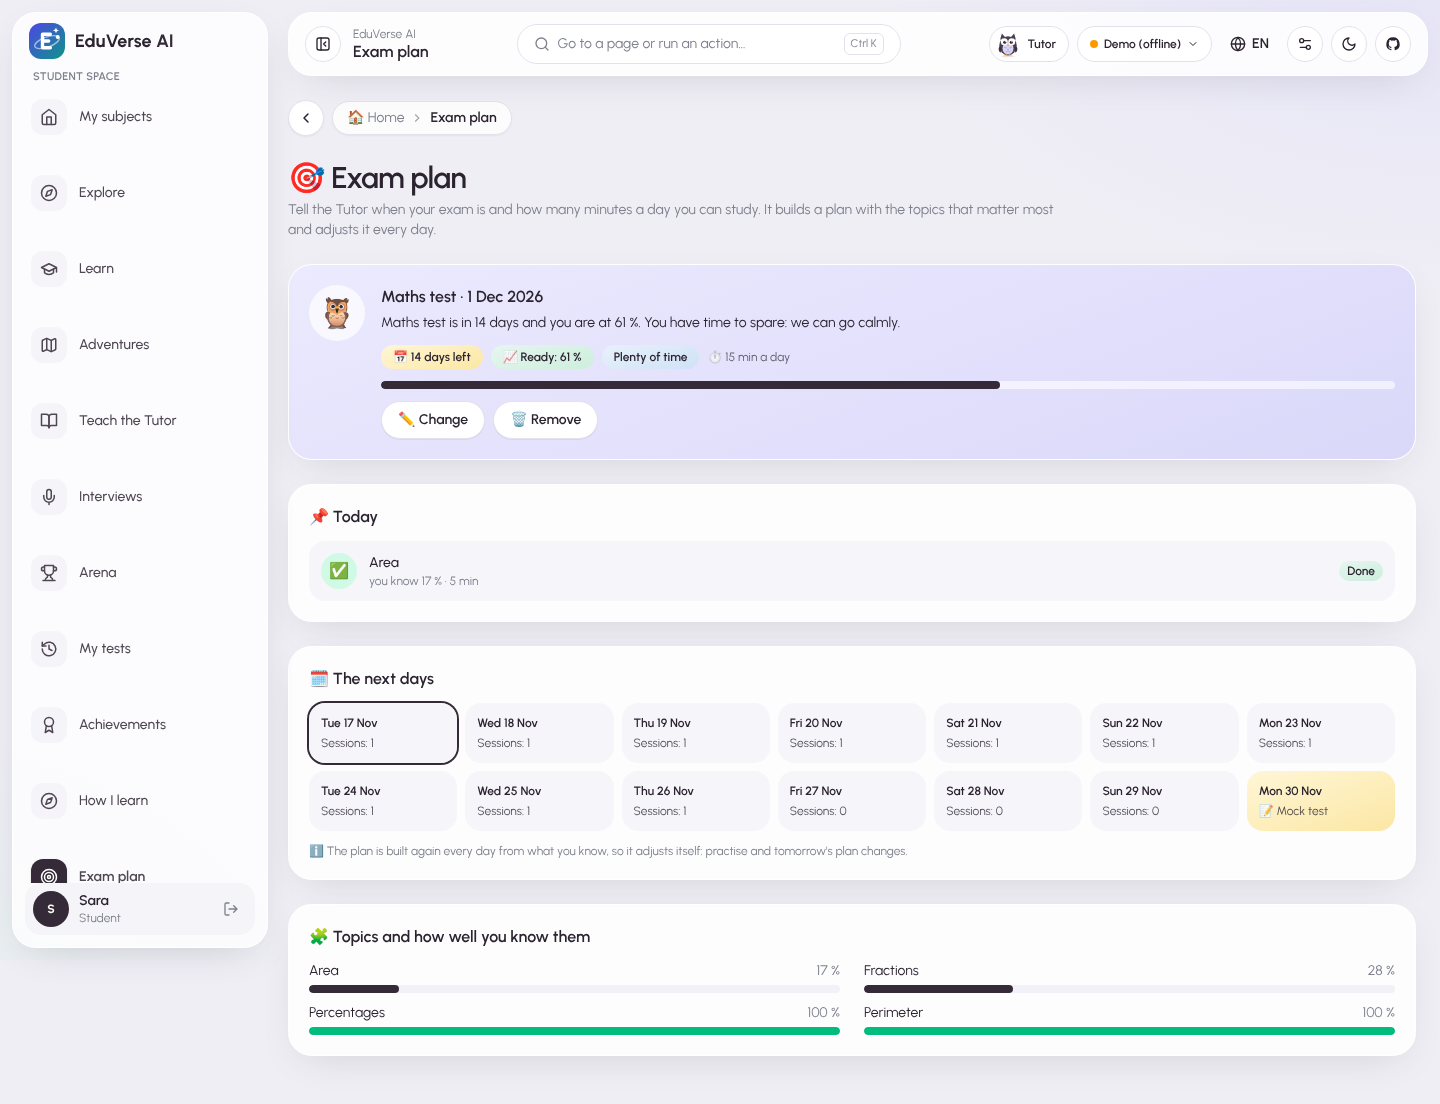 EduVerse AI
STUDENT SPACE
My subjects
Explore
Learn
Adventures
Teach the Tutor
Interviews
Arena
My tests
Achievements
How I learn
Exam plan
S
Sara
Student
EduVerse AI
Exam plan
Go to a page or run an action...
Ctrl K
Tutor
Demo (offline)
EN
Home
Exam plan
Exam plan
Tell the Tutor when your exam is and how many minutes a day you can study. It builds a plan with the topics that matter most
and adjusts it every day.
Maths test · 1 Dec 2026
Maths test is in 14 days and you are at 61 %. You have time to spare: we can go calmly.
14 days left
Ready: 61 %
Plenty of time
15 min a day
Change
Remove
Today
Area
you know 17 % · 5 min
Done
The next days
Tue 17 Nov
Sessions: 1
Wed 18 Nov
Sessions: 1
Thu 19 Nov
Sessions: 1
Fri 20 Nov
Sessions: 1
Sat 21 Nov
Sessions: 1
Sun 22 Nov
Sessions: 1
Mon 23 Nov
Sessions: 1
Tue 24 Nov
Sessions: 1
Wed 25 Nov
Sessions: 1
Thu 26 Nov
Sessions: 1
Fri 27 Nov
Sessions: 0
Sat 28 Nov
Sessions: 0
Sun 29 Nov
Sessions: 0
Mon 30 Nov
Mock test
The plan is built again every day from what you know, so it adjusts itself: practise and tomorrow's plan changes.
Topics and how well you know them
Area
17 %
Fractions
28 %
Percentages
100 %
Perimeter
100 %